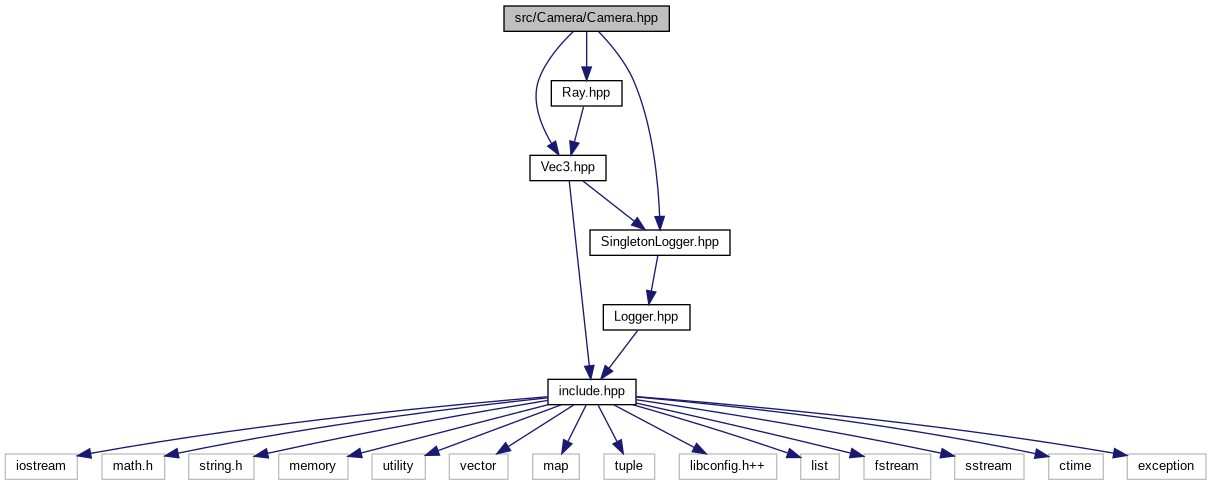 src/Camera/Camera.hpp
Ray.hpp
Vec3.hpp
SingletonLogger.hpp
Logger.hpp
include.hpp
iostream
math.h
string.h
memory
utility
vector
map
tuple
libconfig.h++
list
fstream
sstream
ctime
exception